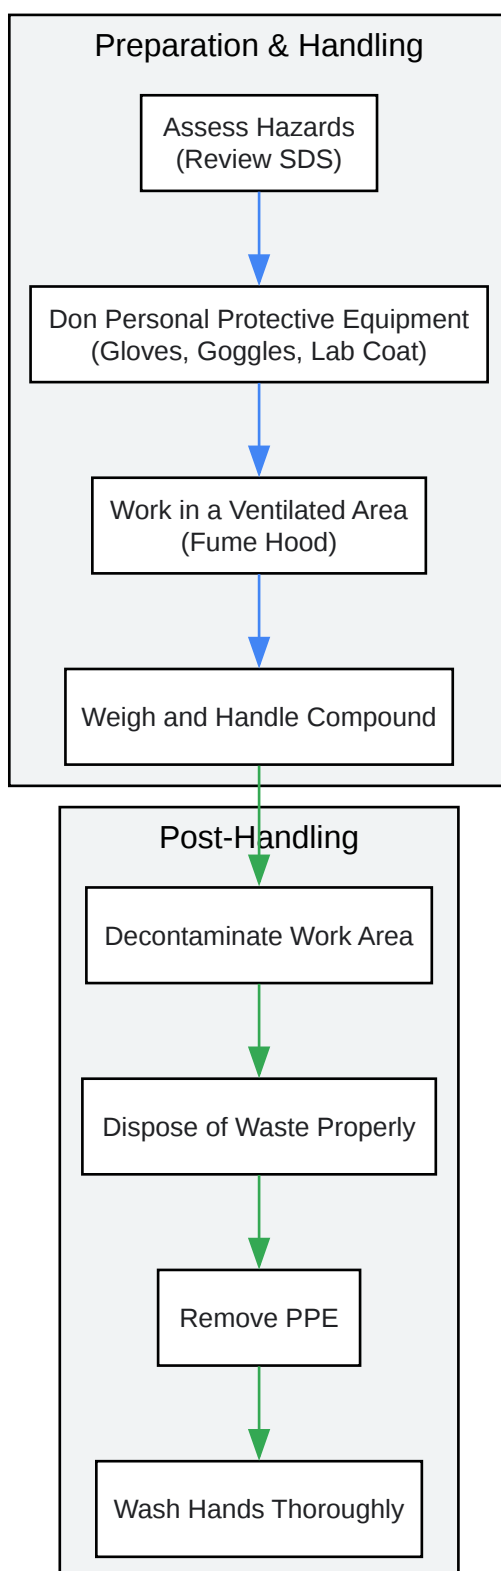 Preparation & Handling
Assess Hazards
(Review SDS)
Don Personal Protective Equipment
(Gloves, Goggles, Lab Coat)
Work in a Ventilated Area
(Fume Hood)
Weigh and Handle Compound
Post-Handling
Decontaminate Work Area
Dispose of Waste Properly
Remove PPE
Wash Hands Thoroughly